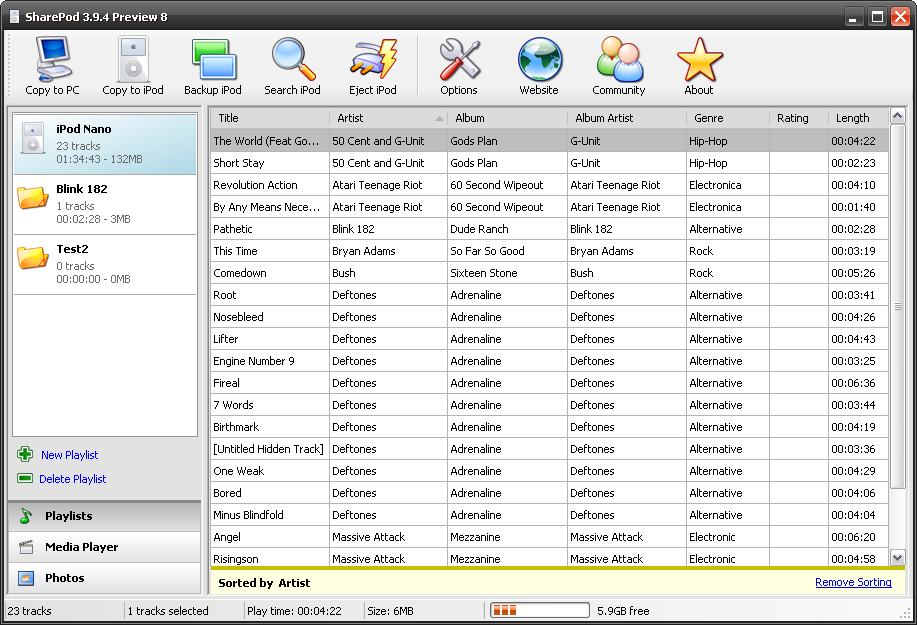 SharePod 3.9.4 Preview 8
Copy to PC Copy to iPod Backup iPod Search iPod Eject iPod Options Website Community About
iPod Nano
23 tracks
01:34:43 - 132MB
Blink 182
1 tracks
00:02:28 - 3MB
Test2
0 tracks
00:00:00 - 0MB
New Playlist
Delete Playlist
Playlists
Media Player
Photos
Title Artist Album Album Artist Genre Rating Length
The World (Feat Go... 50 Cent and G-Unit Gods Plan G-Unit Hip-Hop 00:04:22
Short Stay 50 Cent and G-Unit Gods Plan G-Unit Hip-Hop 00:02:23
Revolution Action Atari Teenage Riot 60 Second Wipeout Atari Teenage Riot Electronica 00:04:10
By Any Means Nece... Atari Teenage Riot 60 Second Wipeout Atari Teenage Riot Electronica 00:01:40
Pathetic Blink 182 Dude Ranch Blink 182 Alternative 00:02:28
This Time Bryan Adams So Far So Good Bryan Adams Rock 00:03:19
Comedown Bush Sixteen Stone Bush Rock 00:05:26
Root Deftones Adrenaline Deftones Alternative 00:03:41
Nosebleed Deftones Adrenaline Deftones Alternative 00:04:26
Lifter Deftones Adrenaline Deftones Alternative 00:04:43
Engine Number 9 Deftones Adrenaline Deftones Alternative 00:03:25
Fireal Deftones Adrenaline Deftones Alternative 00:06:36
7 Words Deftones Adrenaline Deftones Alternative 00:03:44
Birthmark Deftones Adrenaline Deftones Alternative 00:04:19
[Untitled Hidden Track] Deftones Adrenaline Deftones Alternative 00:03:36
One Weak Deftones Adrenaline Deftones Alternative 00:04:29
Bored Deftones Adrenaline Deftones Alternative 00:04:06
Minus Blindfold Deftones Adrenaline Deftones Alternative 00:04:04
Angel Massive Attack Mezzanine Massive Attack Electronic 00:06:20
Risingson Massive Attack Mezzanine Massive Attack Electronic 00:04:58
Sorted by Artist Remove Sorting
23 tracks 1 tracks selected Play time: 00:04:22 Size: 6MB 5.9GB free